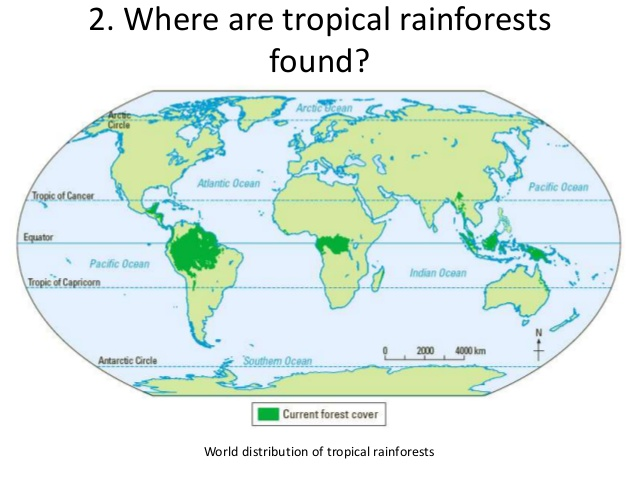 2. Where are tropical rainforests
found?
Arctic Ocean
Arctic
Circle
Atlantic Ocean
Pacific Ocean
Tropic of Cancer
Equator
Pacific Ocean
Indian Ocean
Tropic of Capricorn
N
0 2000 4000 km
Antarctic Circle
Southern Ocean
Current forest cover
World distribution of tropical rainforests